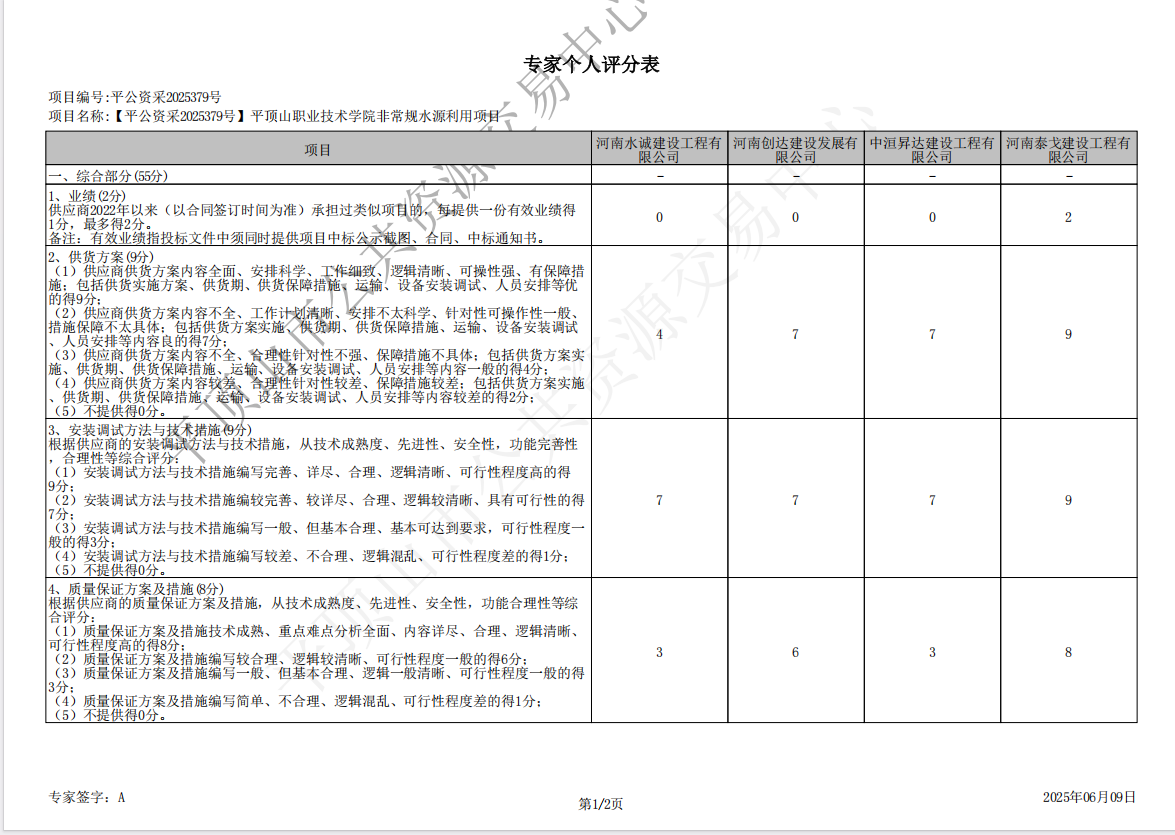 专家个人评分表
项目编号:平公资采2025379号
项目名称:【平公资采2025379号】平顶山职业技术学院非常规水源利用项目
项目
河南水诚建设工程有限公司
河南创达建设发展有限公司
中洹昇达建设工程有限公司
河南泰戈建设工程有限公司
一、综合部分(55分)
- - - -
1、业绩(2分)
供应商2022年以来（以合同签订时间为准）承担过类似项目的，每提供一份有效业绩得
1分，最多得2分。
备注：有效业绩指投标文件中须同时提供项目中标公示截图、合同、中标通知书。
0 0 0 2
2、供货方案(9分)
（1）供应商供货方案内容全面、安排科学、工作细致、逻辑清晰、可操性强、有保障措
施；包括供货实施方案、供货期、供货保障措施、运输、设备安装调试、人员安排等优
的得9分；
（2）供应商供货方案内容不全、工作计划清晰、安排不太科学、针对性可操作性一般、
措施保障不太具体；包括供货方案实施、供货期、供货保障措施、运输、设备安装调试
、人员安排等内容良的得7分；
（3）供应商供货方案内容不全、合理性针对性不强、保障措施不具体；包括供货方案实
施、供货期、供货保障措施、运输、设备安装调试、人员安排等内容一般的得4分；
（4）供应商供货方案内容较差、合理性针对性较差、保障措施较差；包括供货方案实施
、供货期、供货保障措施、运输、设备安装调试、人员安排等内容较差的得2分；
（5）不提供得0分。
4 7 7 9
3、安装调试方法与技术措施(9分)
根据供应商的安装调试方法与技术措施，从技术成熟度、先进性、安全性，功能完善性
，合理性等综合评分：
（1）安装调试方法与技术措施编写完善、详尽、合理、逻辑清晰、可行性程度高的得
9分；
（2）安装调试方法与技术措施编较完善、较详尽、合理、逻辑较清晰、具有可行性的得
7分；
（3）安装调试方法与技术措施编写一般、但基本合理、基本可达到要求，可行性程度一
般的得3分；
（4）安装调试方法与技术措施编写较差、不合理、逻辑混乱、可行性程度差的得1分；
（5）不提供得0分。
7 7 7 9
4、质量保证方案及措施(8分)
根据供应商的质量保证方案及措施，从技术成熟度、先进性、安全性，功能合理性等综
合评分：
（1）质量保证方案及措施技术成熟、重点难点分析全面、内容详尽、合理、逻辑清晰、
可行性程度高的得8分；
（2）质量保证方案及措施编写较合理、逻辑较清晰、可行性程度一般的得6分；
（3）质量保证方案及措施编写一般、但基本合理、逻辑一般清晰、可行性程度一般的得
3分；
（4）质量保证方案及措施编写简单、不合理、逻辑混乱、可行性程度差的得1分；
（5）不提供得0分。
3 6 3 8
专家签字：A
第1/2页
2025年06月09日
平顶山市公共资源交易中心
平顶山市公共资源交易中心